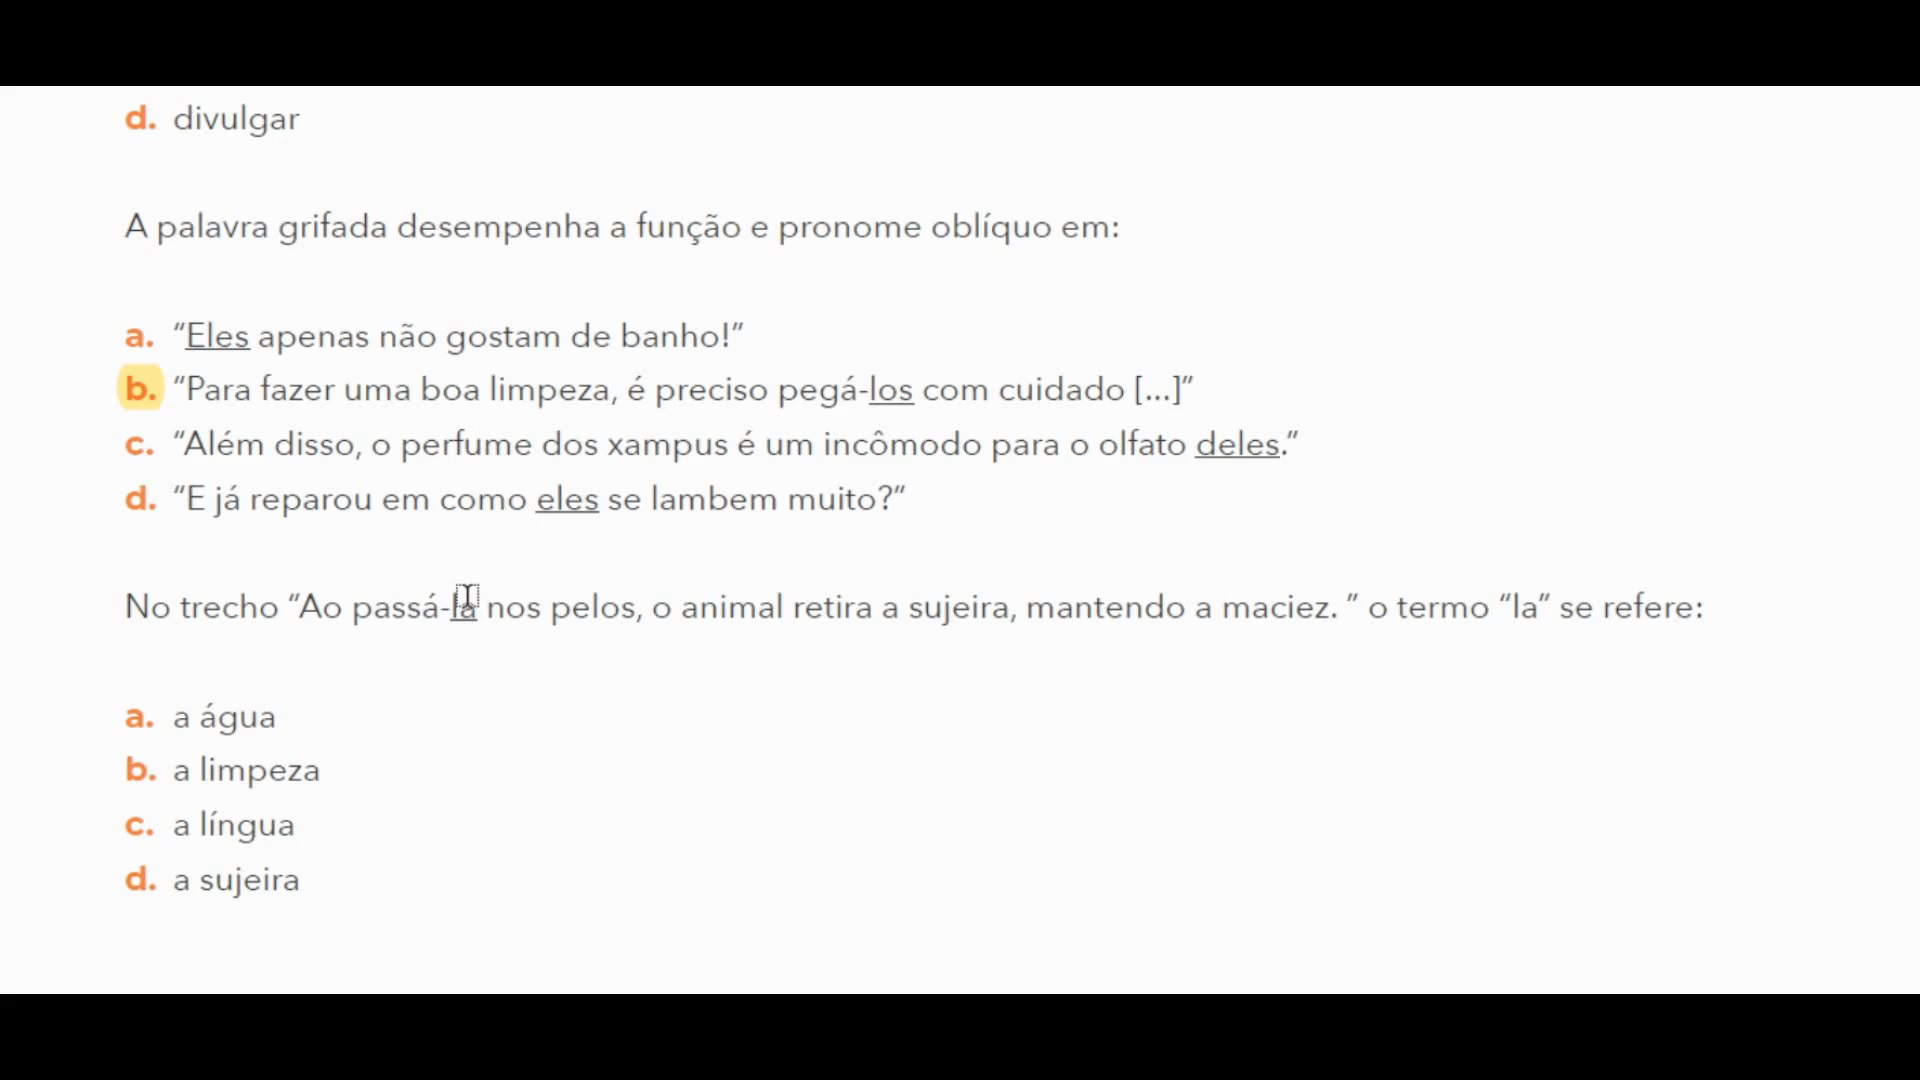 d. divulgar
A palavra grifada desempenha a função e pronome oblíquo em:
a. “Eles apenas não gostam de banho!”
b. “Para fazer uma boa limpeza, é preciso pegá-los com cuidado [...]”
c. “Além disso, o perfume dos xampus é um incômodo para o olfato deles.”
d. “E já reparou em como eles se lambem muito?”
No trecho “Ao passá-la nos pelos, o animal retira a sujeira, mantendo a maciez. ” o termo “la” se refere:
a. a água
b. a limpeza
c. a língua
d. a sujeira